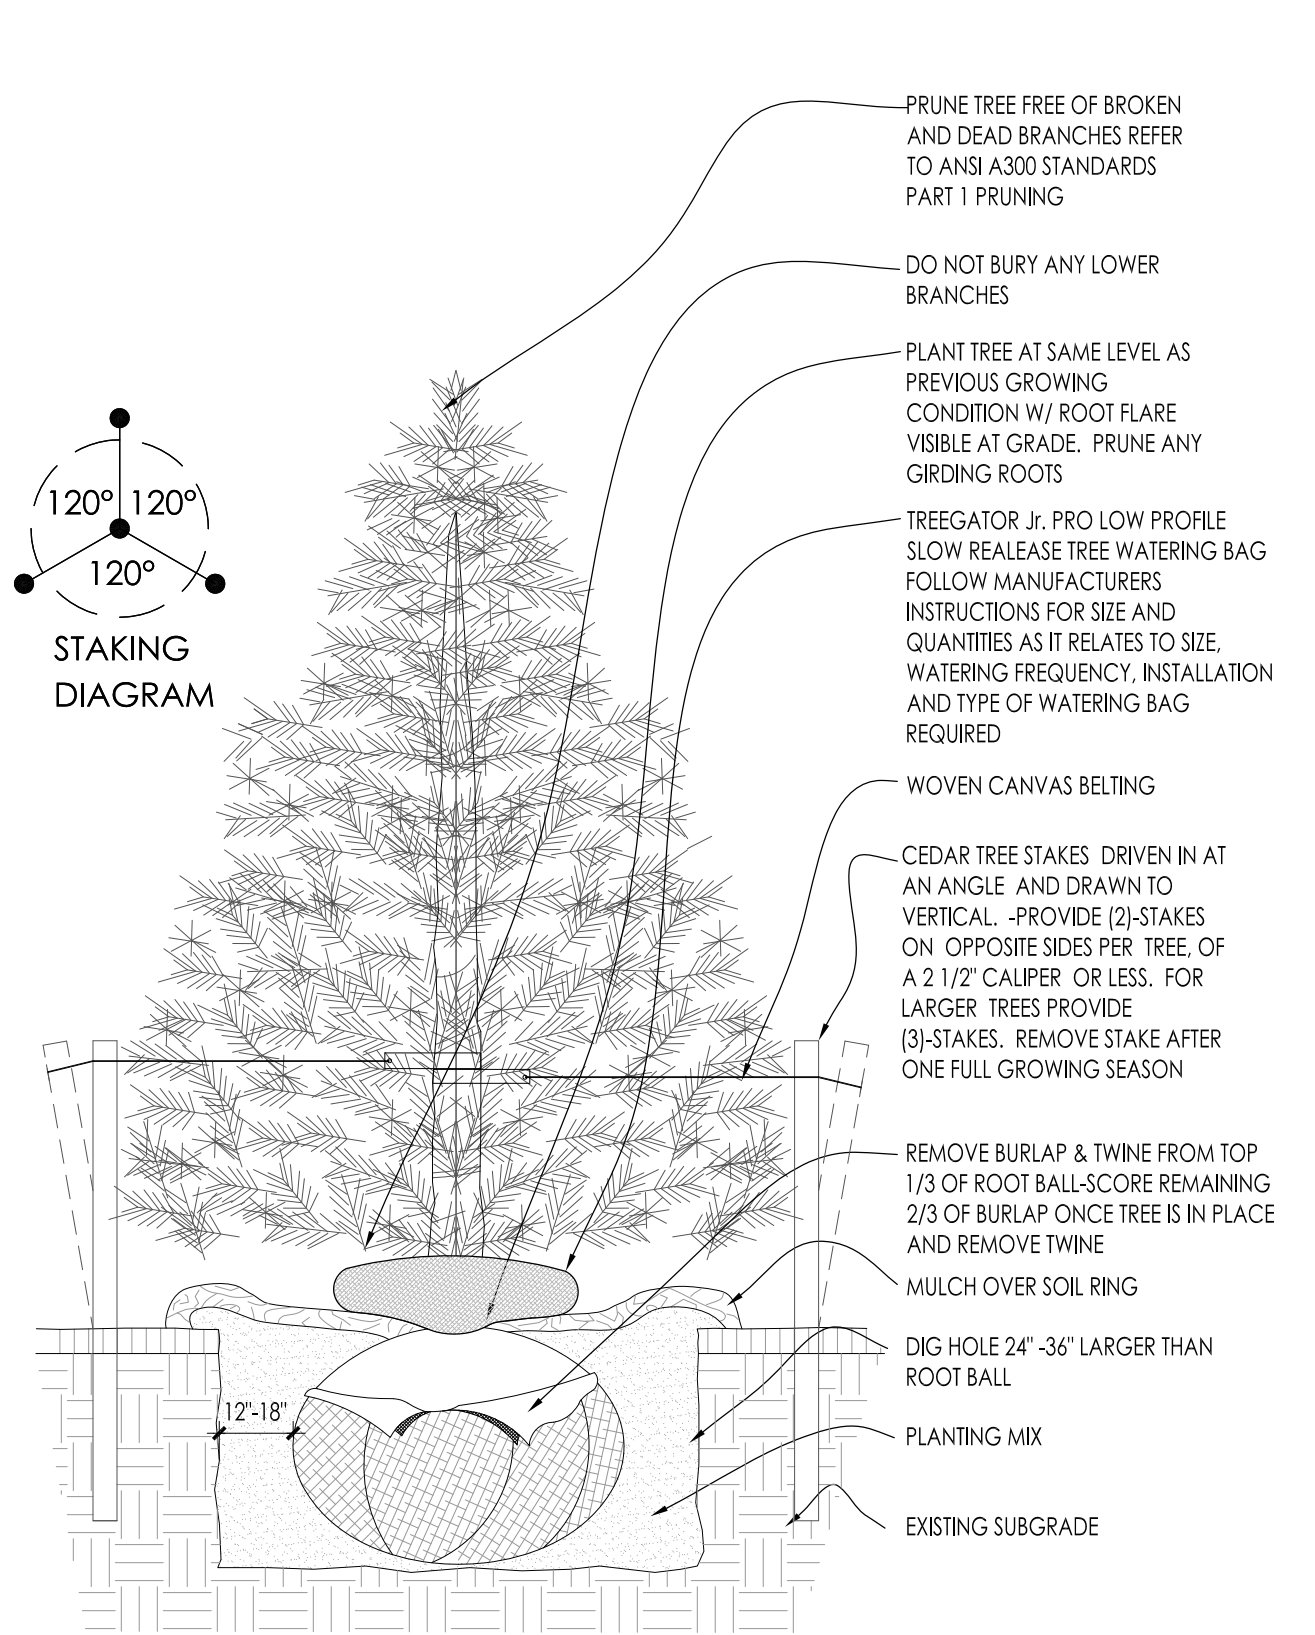 PRUNE TREE FREE OF BROKEN
AND DEAD BRANCHES REFER
TO ANSI A300 STANDARDS
PART 1 PRUNING
DO NOT BURY ANY LOWER
BRANCHES
PLANT TREE AT SAME LEVEL AS
PREVIOUS GROWING
CONDITION W/ ROOT FLARE
VISIBLE AT GRADE. PRUNE ANY
GIRDING ROOTS
TREEGATOR Jr. PRO LOW PROFILE
SLOW REALEASE TREE WATERING BAG
FOLLOW MANUFACTURERS
INSTRUCTIONS FOR SIZE AND
QUANTITIES AS IT RELATES TO SIZE,
WATERING FREQUENCY, INSTALLATION
AND TYPE OF WATERING BAG
REQUIRED
WOVEN CANVAS BELTING
CEDAR TREE STAKES DRIVEN IN AT
AN ANGLE AND DRAWN TO
VERTICAL. -PROVIDE (2)-STAKES
ON OPPOSITE SIDES PER TREE, OF
A 2 1/2" CALIPER OR LESS. FOR
LARGER TREES PROVIDE
(3)-STAKES. REMOVE STAKE AFTER
ONE FULL GROWING SEASON
REMOVE BURLAP & TWINE FROM TOP
1/3 OF ROOT BALL-SCORE REMAINING
2/3 OF BURLAP ONCE TREE IS IN PLACE
AND REMOVE TWINE
MULCH OVER SOIL RING
DIG HOLE 24" -36" LARGER THAN
ROOT BALL
PLANTING MIX
EXISTING SUBGRADE
120° 120°
120°
STAKING
DIAGRAM
12"-18"